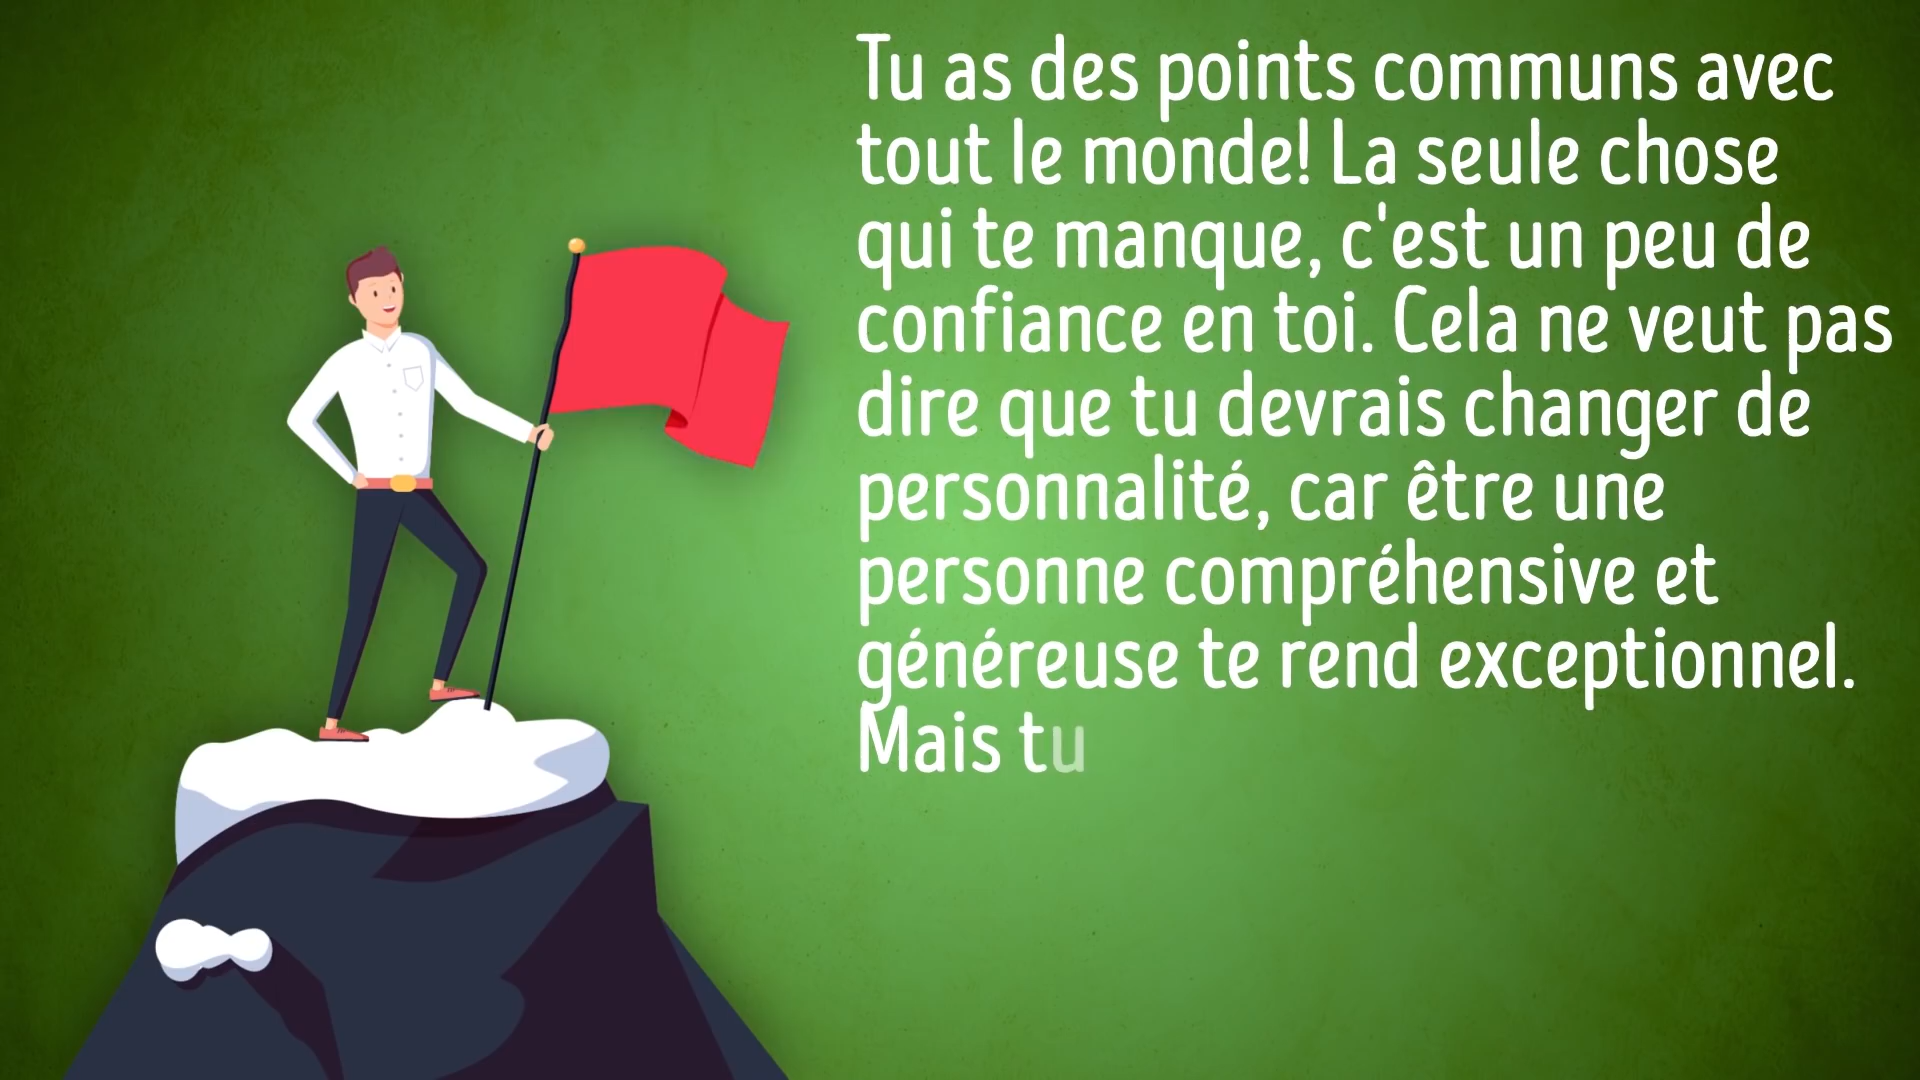 Tu as des points communs avec
tout le monde! La seule chose
qui te manque, c'est un peu de
confiance en toi. Cela ne veut pas
dire que tu devrais changer de
personnalité, car être une
personne compréhensive et
généreuse te rend exceptionnel.
Mais tu